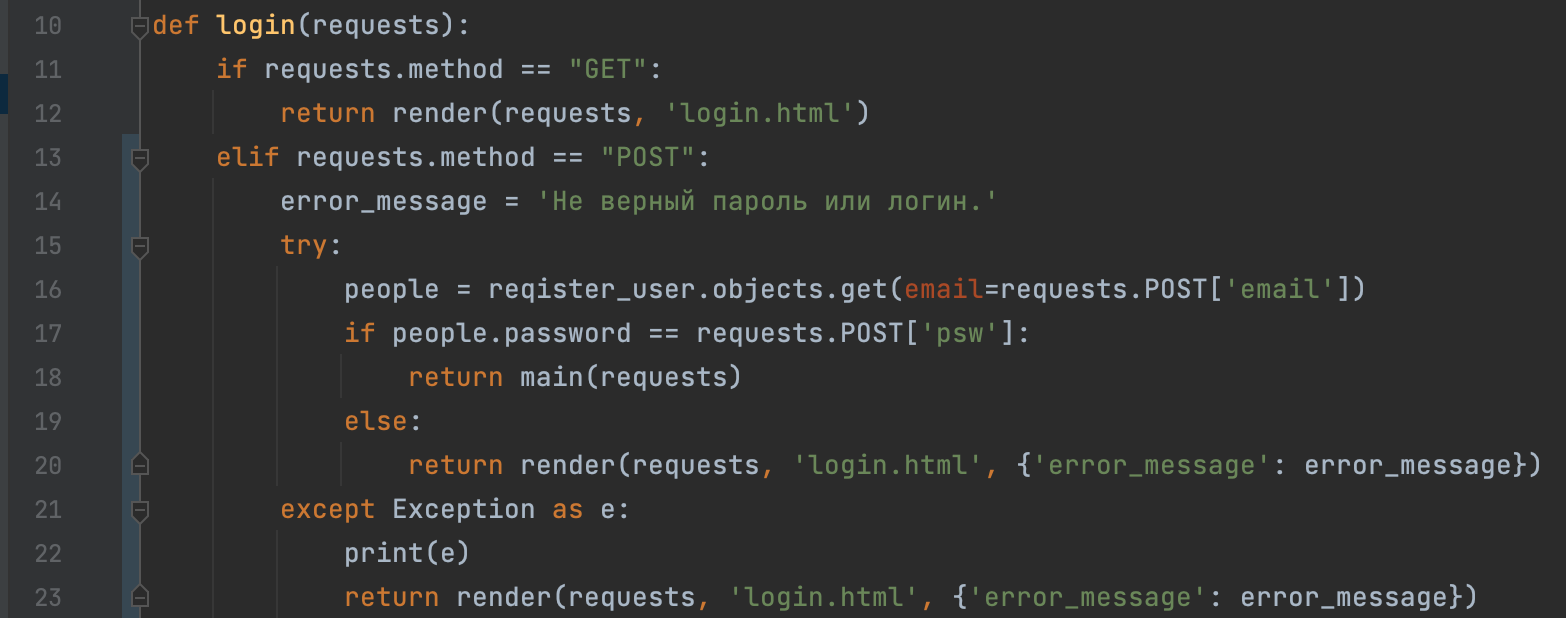 10 def login(requests):
11 if requests.method == "GET":
12 return render(requests, 'login.html')
13 elif requests.method == "POST":
14 error_message = 'Не верный пароль или логин.'
15 try:
16 people = reqister_user.objects.get(email=requests.POST['email'])
17 if people.password == requests.POST['psw']:
18 return main(requests)
19 else:
20 return render(requests, 'login.html', {'error_message': error_message})
21 except Exception as e:
22 print(e)
23 return render(requests, 'login.html', {'error_message': error_message})